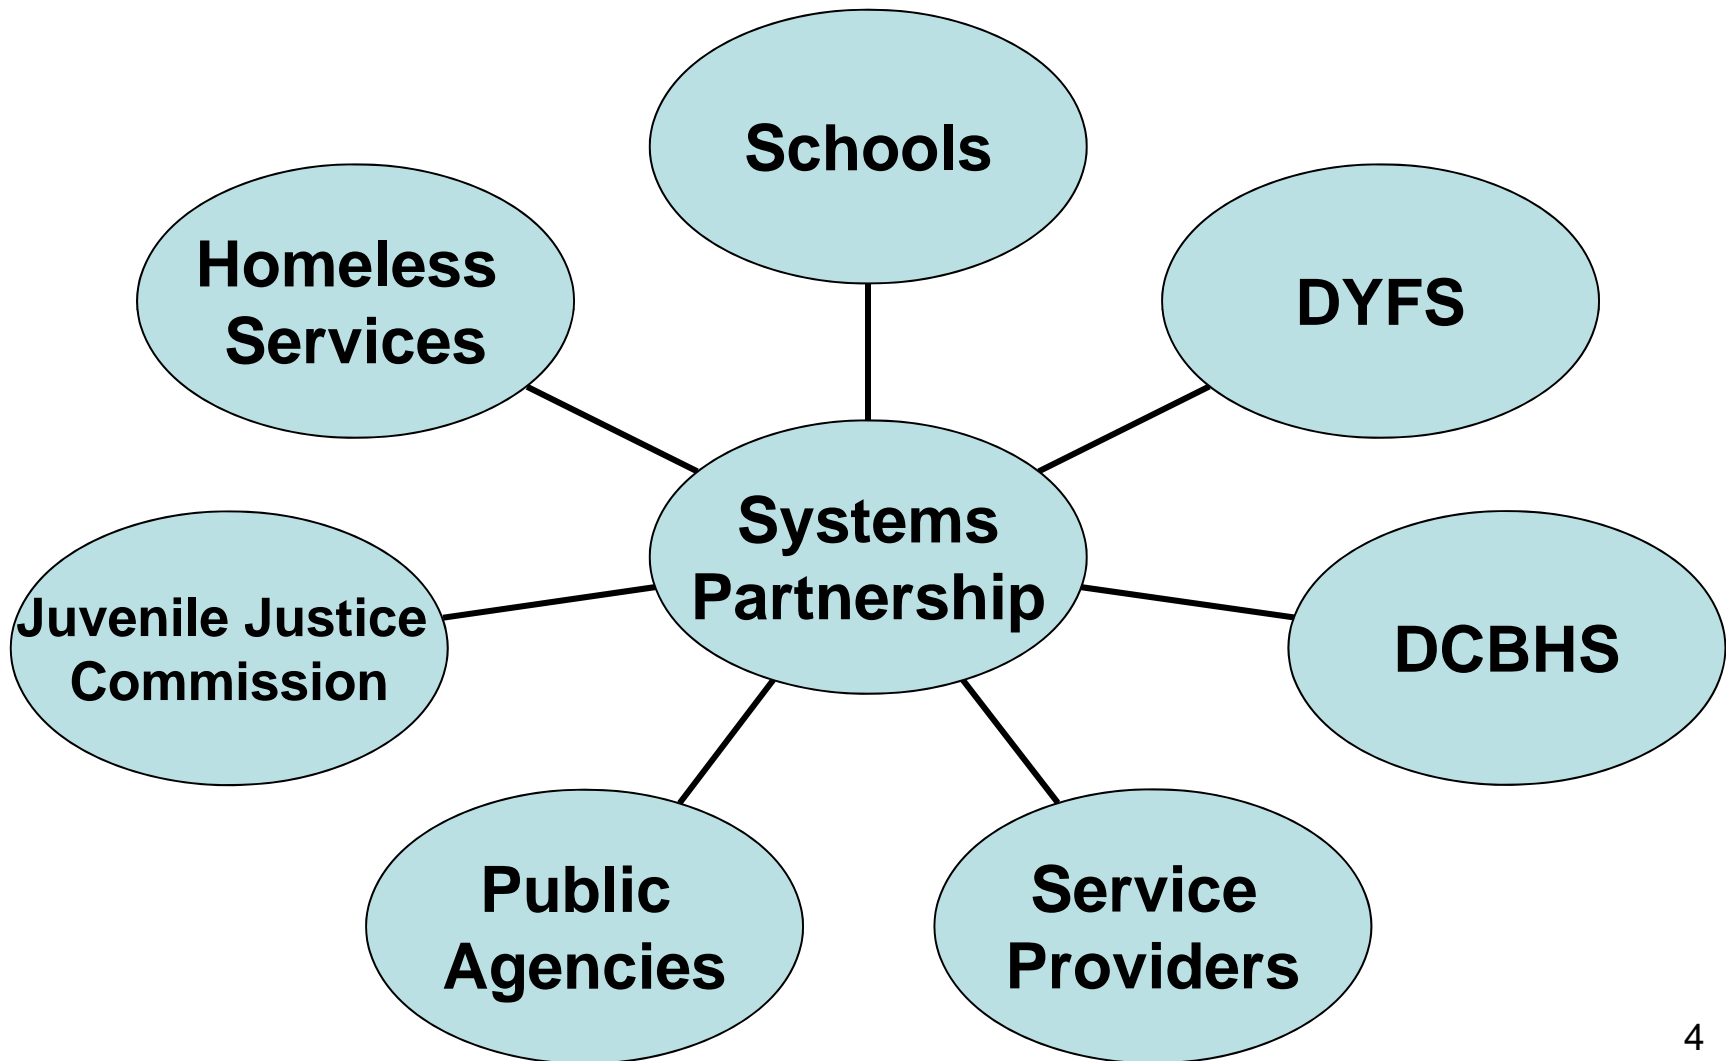 Schools
Homeless
Services
DYFS
Systems
Partnership
Juvenile Justice
Commission
DCBHS
Public
Agencies
Service
Providers
4